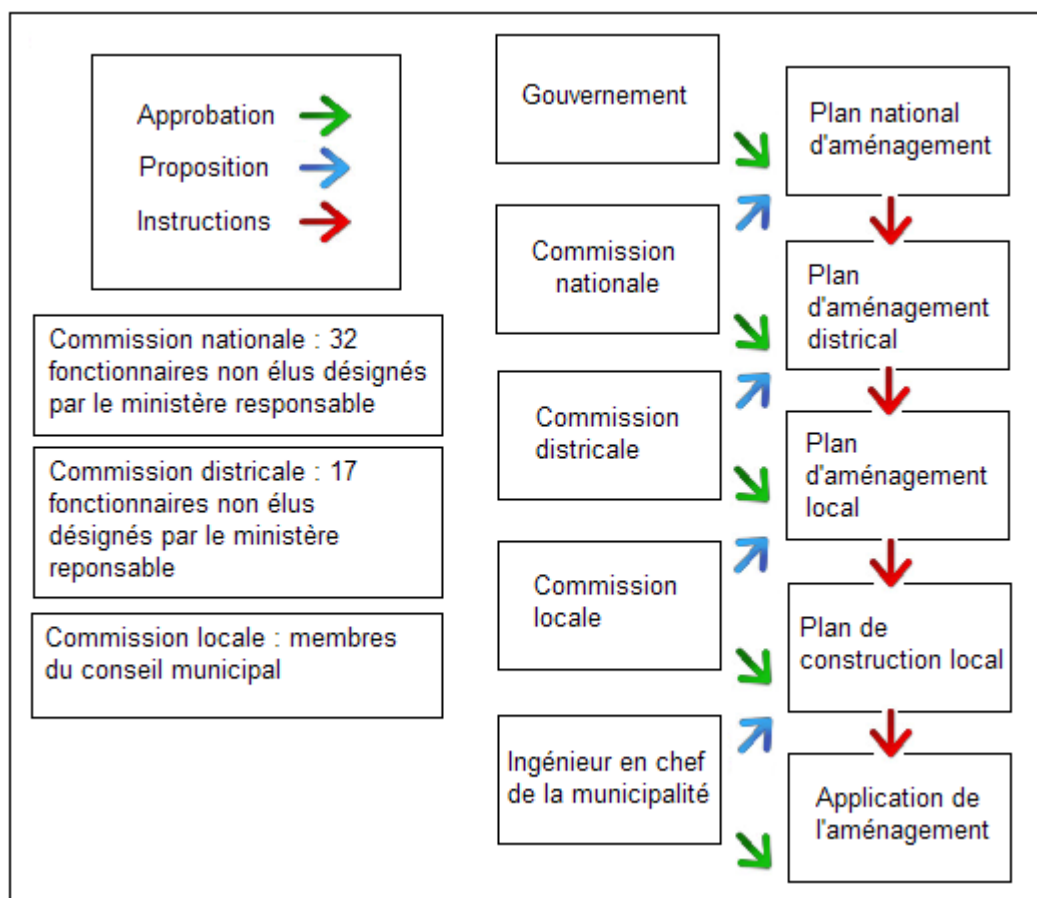 Approbation
Proposition
Instructions
Commission nationale : 32
fonctionnaires non élus désignés
par le ministère responsable
Commission districale : 17
fonctionnaires non élus
désignés par le ministère
reponsable
Commission locale : membres
du conseil municipal
Gouvernement
Commission
nationale
Commission
districale
Commission
locale
Ingénieur en chef
de la municipalité
Plan national
d'aménagement
Plan
d'aménagement
districal
Plan
d'aménagement
local
Plan de
construction local
Application de
l'aménagement